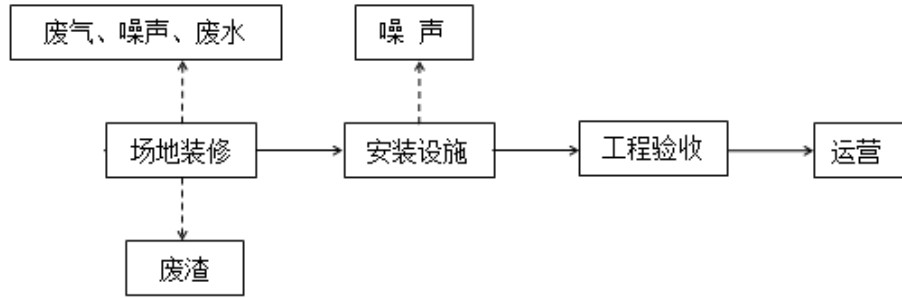 废气、噪声、废水
噪 声
场地装修
安装设施
工程验收
运营
废渣